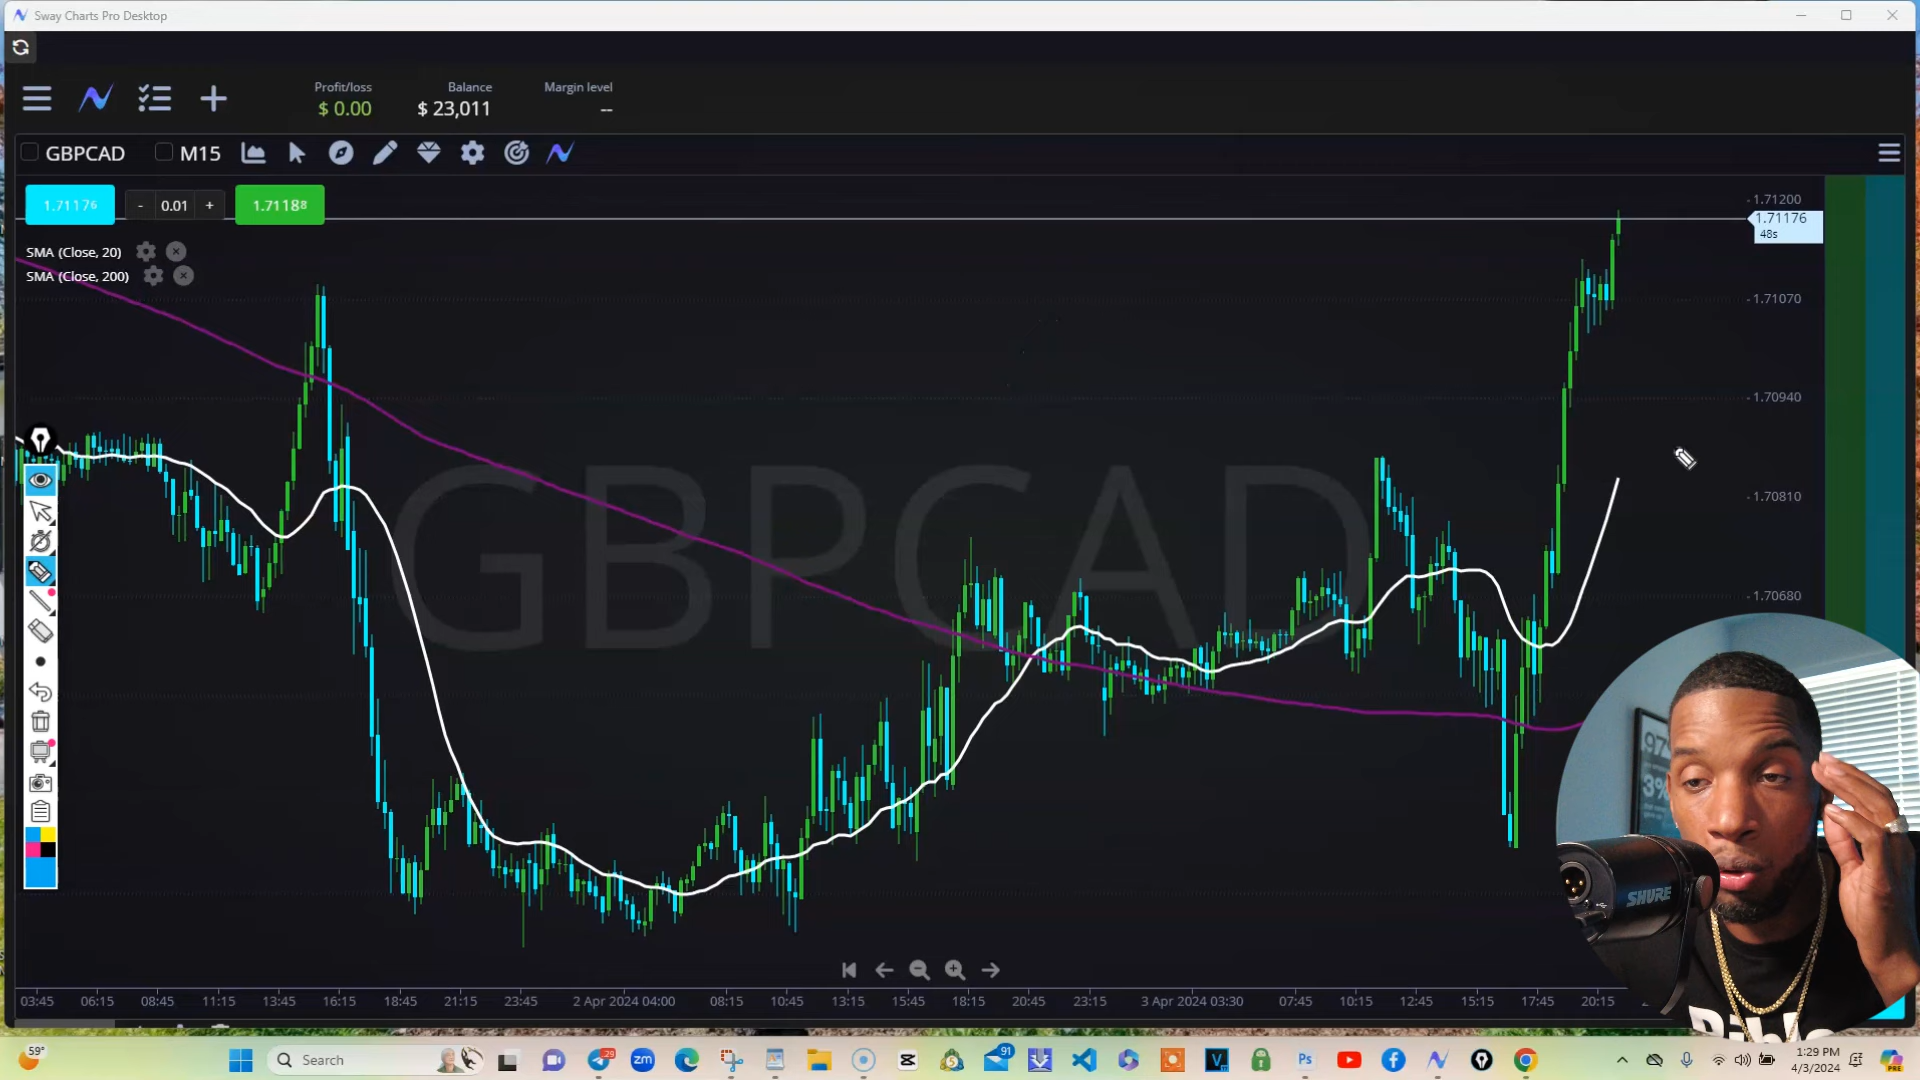 Sway Charts Pro Desktop
Profit/loss
$ 0.00
Balance
$ 23,011
Margin level
--
GBPCAD
M15
1.71176
-
0.01
+
1.71188
SMA (Close, 20)
SMA (Close, 200)
1.71200
1.71176
48s
1.71070
1.70940
1.70810
1.70680
GBPCAD
SHURE
03:45 06:15 08:45 11:15 13:45 16:15 18:45 21:15 23:45 2 Apr 2024 04:00 08:15 10:45 13:15 15:45 18:15 20:45 23:15 3 Apr 2024 03:30 07:45 10:15 12:45 15:15 17:45 20:15
59°
Search
29
zm
91
Ps
1:29 PM
4/3/2024
PRE